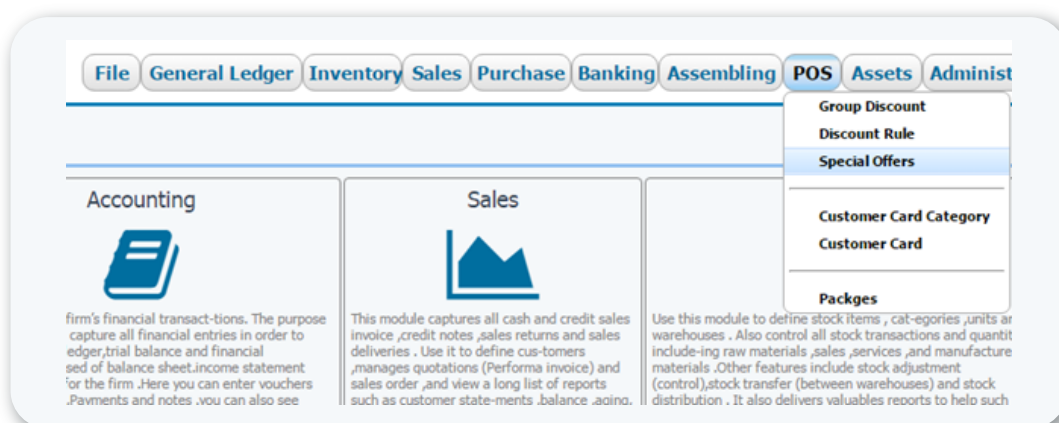 File General Ledger Inventory Sales Purchase Banking Assembling POS Assets Administ
Group Discount
Discount Rule
Special Offers
Customer Card Category
Customer Card
Packges
Accounting
firm's financial transact-tions. The purpose
capture all financial entries in order to
edger,trial balance and financial
sed of balance sheet.income statement
for the firm .Here you can enter vouchers
.Payments and notes .you can also see
Sales
This module captures all cash and credit sales
invoice ,credit notes ,sales returns and sales
deliveries . Use it to define cus-tomers
,manages quotations (Performa invoice) and
sales order ,and view a long list of reports
such as customer state-ments .balance .aging.
Use this module to define stock items , cat-egories ,units ar
warehouses . Also control all stock transactions and quantit
include-ing raw materials ,sales ,services ,and manufacture
materials .Other features include stock adjustment
(control),stock transfer (between warehouses) and stock
distribution . It also delivers valuables reports to help such